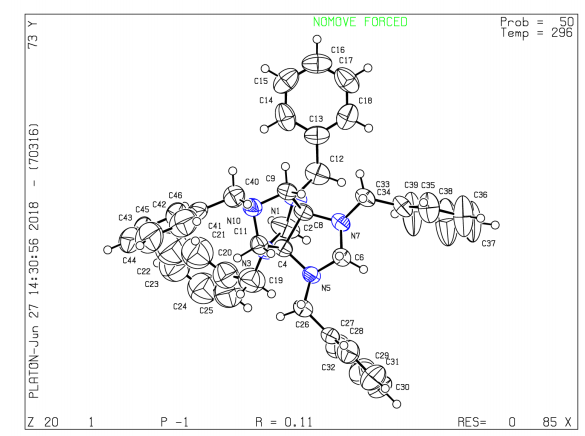 NOMOVE FORCED
Prob = 50
Temp = 296
73 Y
PLATON-Jun 27 14:30:56 2018 - (70316)
C16
C15
C17
C14
C18
C13
C12
C40
C9
C33
C34
C39
C35
C38
C36
C37
C46
C42
C45
C43
C44
C41
C21
N10
C11
N1
C2
C8
N7
C20
N3
C4
C6
C22
C23
C19
N5
C24
C25
C26
C27
C28
C32
C29
C31
C30
Z 20 1 P -1 R = 0.11 RES= 0 85 X